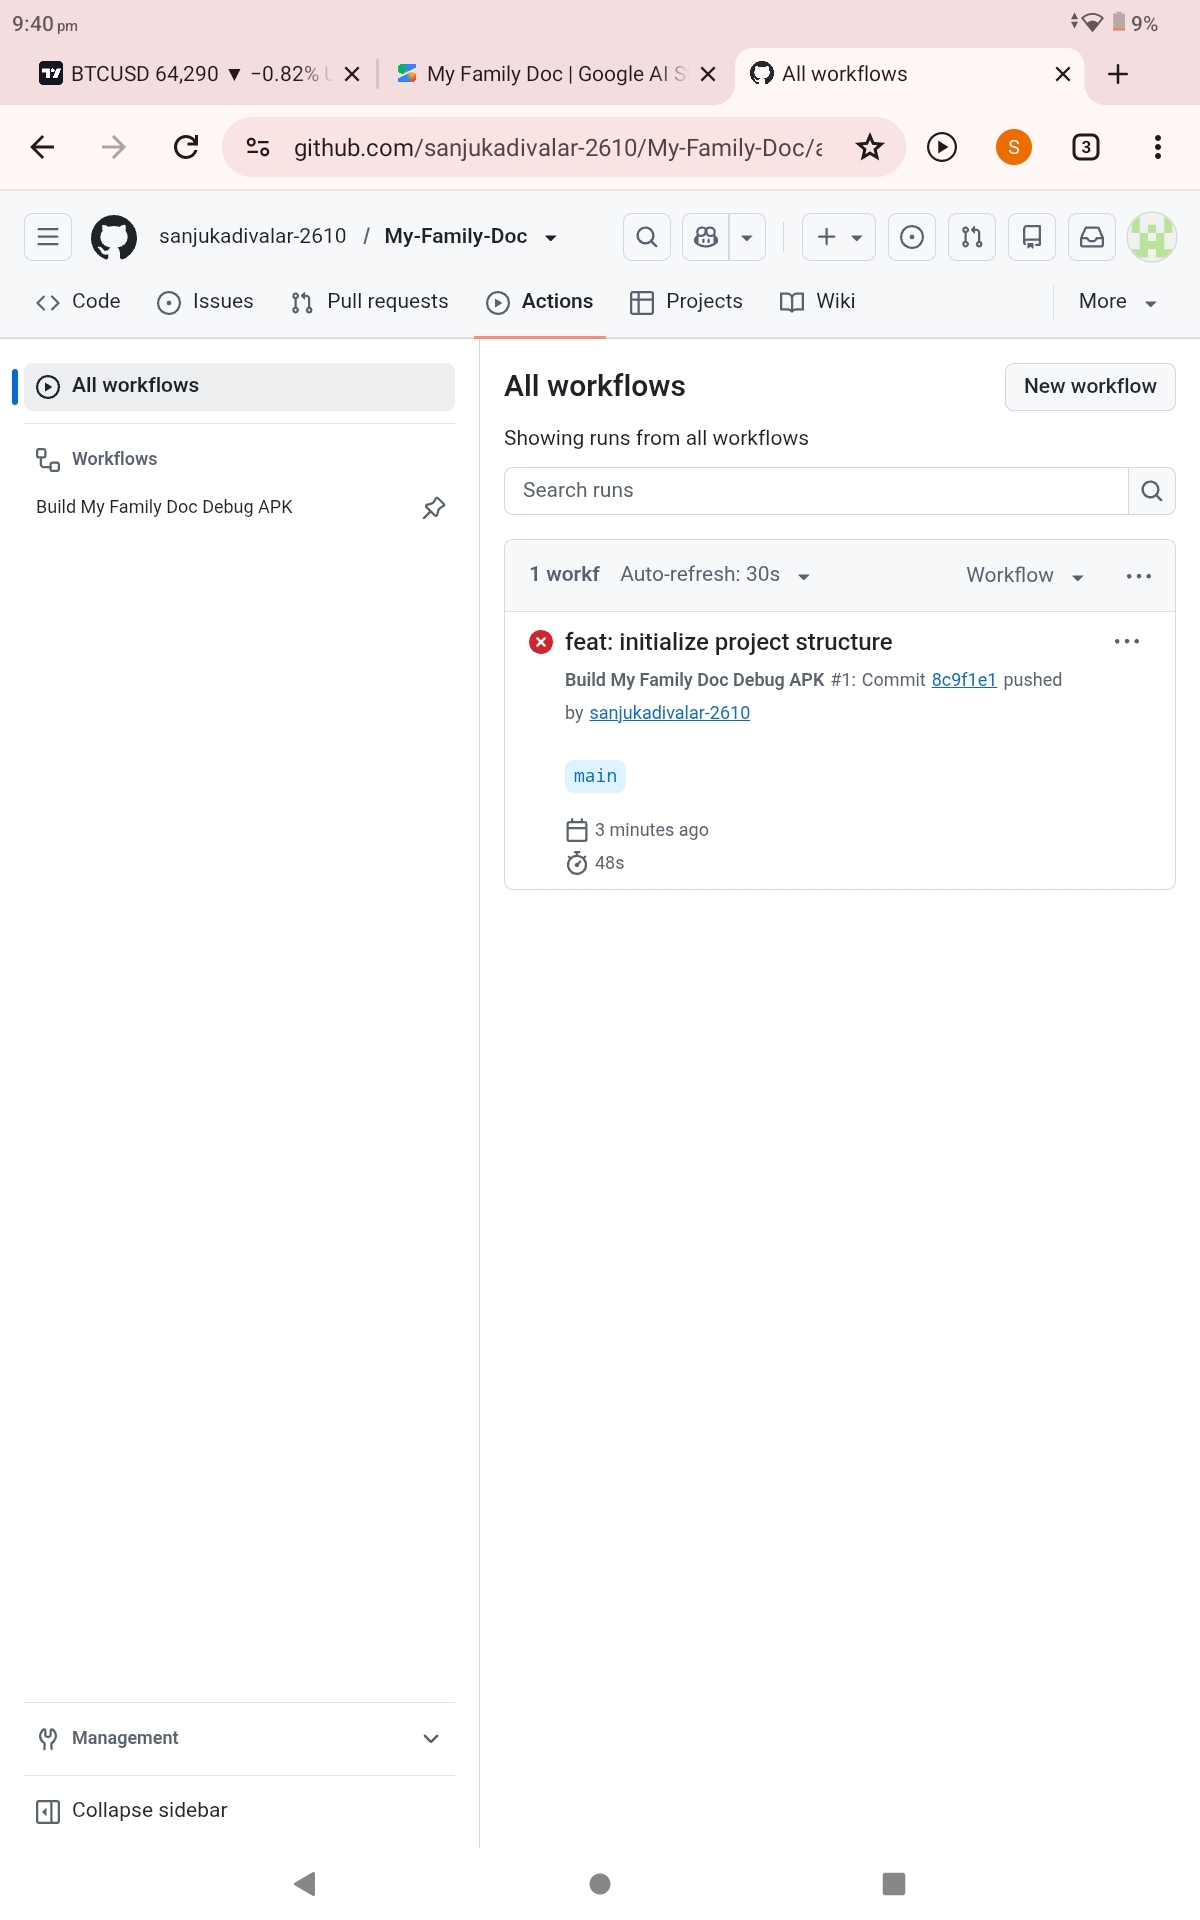 9:40 pm
9%
BTCUSD 64,290 ▼ −0.82%
My Family Doc | Google AI S
All workflows
github.com/sanjukadivalar-2610/My-Family-Doc/a
S
3
sanjukadivalar-2610 / My-Family-Doc
Code
Issues
Pull requests
Actions
Projects
Wiki
More
All workflows
Workflows
Build My Family Doc Debug APK
All workflows
New workflow
Showing runs from all workflows
Search runs
1 workf
Auto-refresh: 30s
Workflow
feat: initialize project structure
Build My Family Doc Debug APK #1: Commit 8c9f1e1 pushed
by sanjukadivalar-2610
main
3 minutes ago
48s
Management
Collapse sidebar